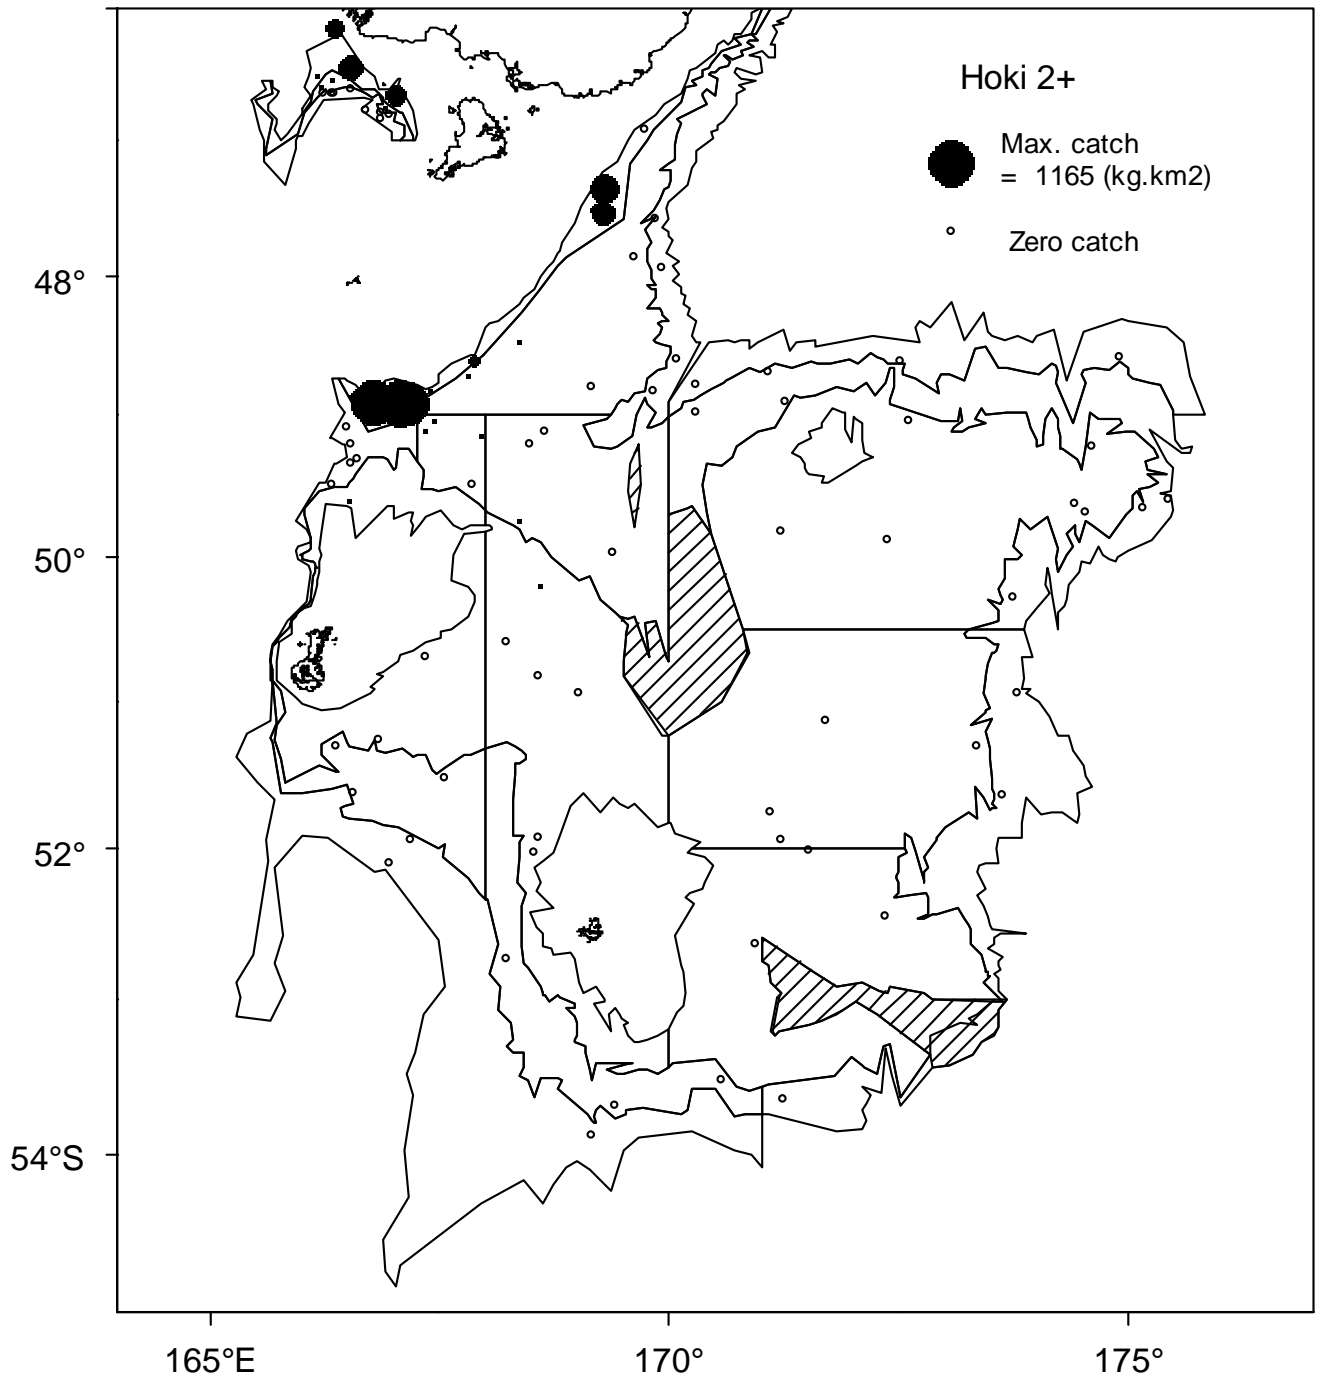 Hoki 2+
Max. catch
= 1165 (kg.km2)
Zero catch
48°
50°
52°
54°S
165°E
170°
175°